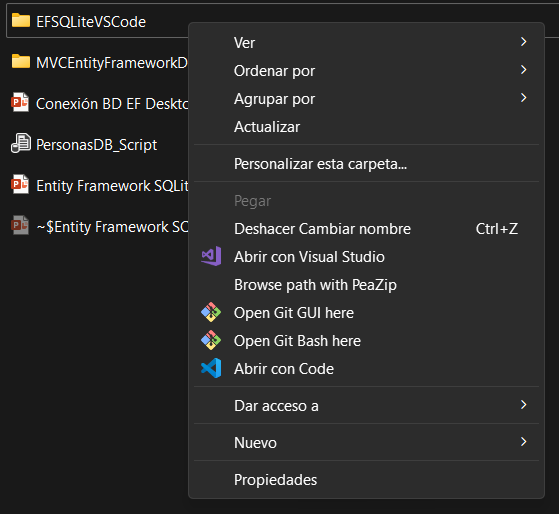 EFSQLiteVSCode
MVCEntityFrameworkD
Conexión BD EF Deskto
PersonasDB_Script
Entity Framework SQLit
~$Entity Framework SC
Ver
Ordenar por
Agrupar por
Actualizar
Personalizar esta carpeta...
Pegar
Deshacer Cambiar nombre Ctrl+Z
Abrir con Visual Studio
Browse path with PeaZip
Open Git GUI here
Open Git Bash here
Abrir con Code
Dar acceso a
Nuevo
Propiedades